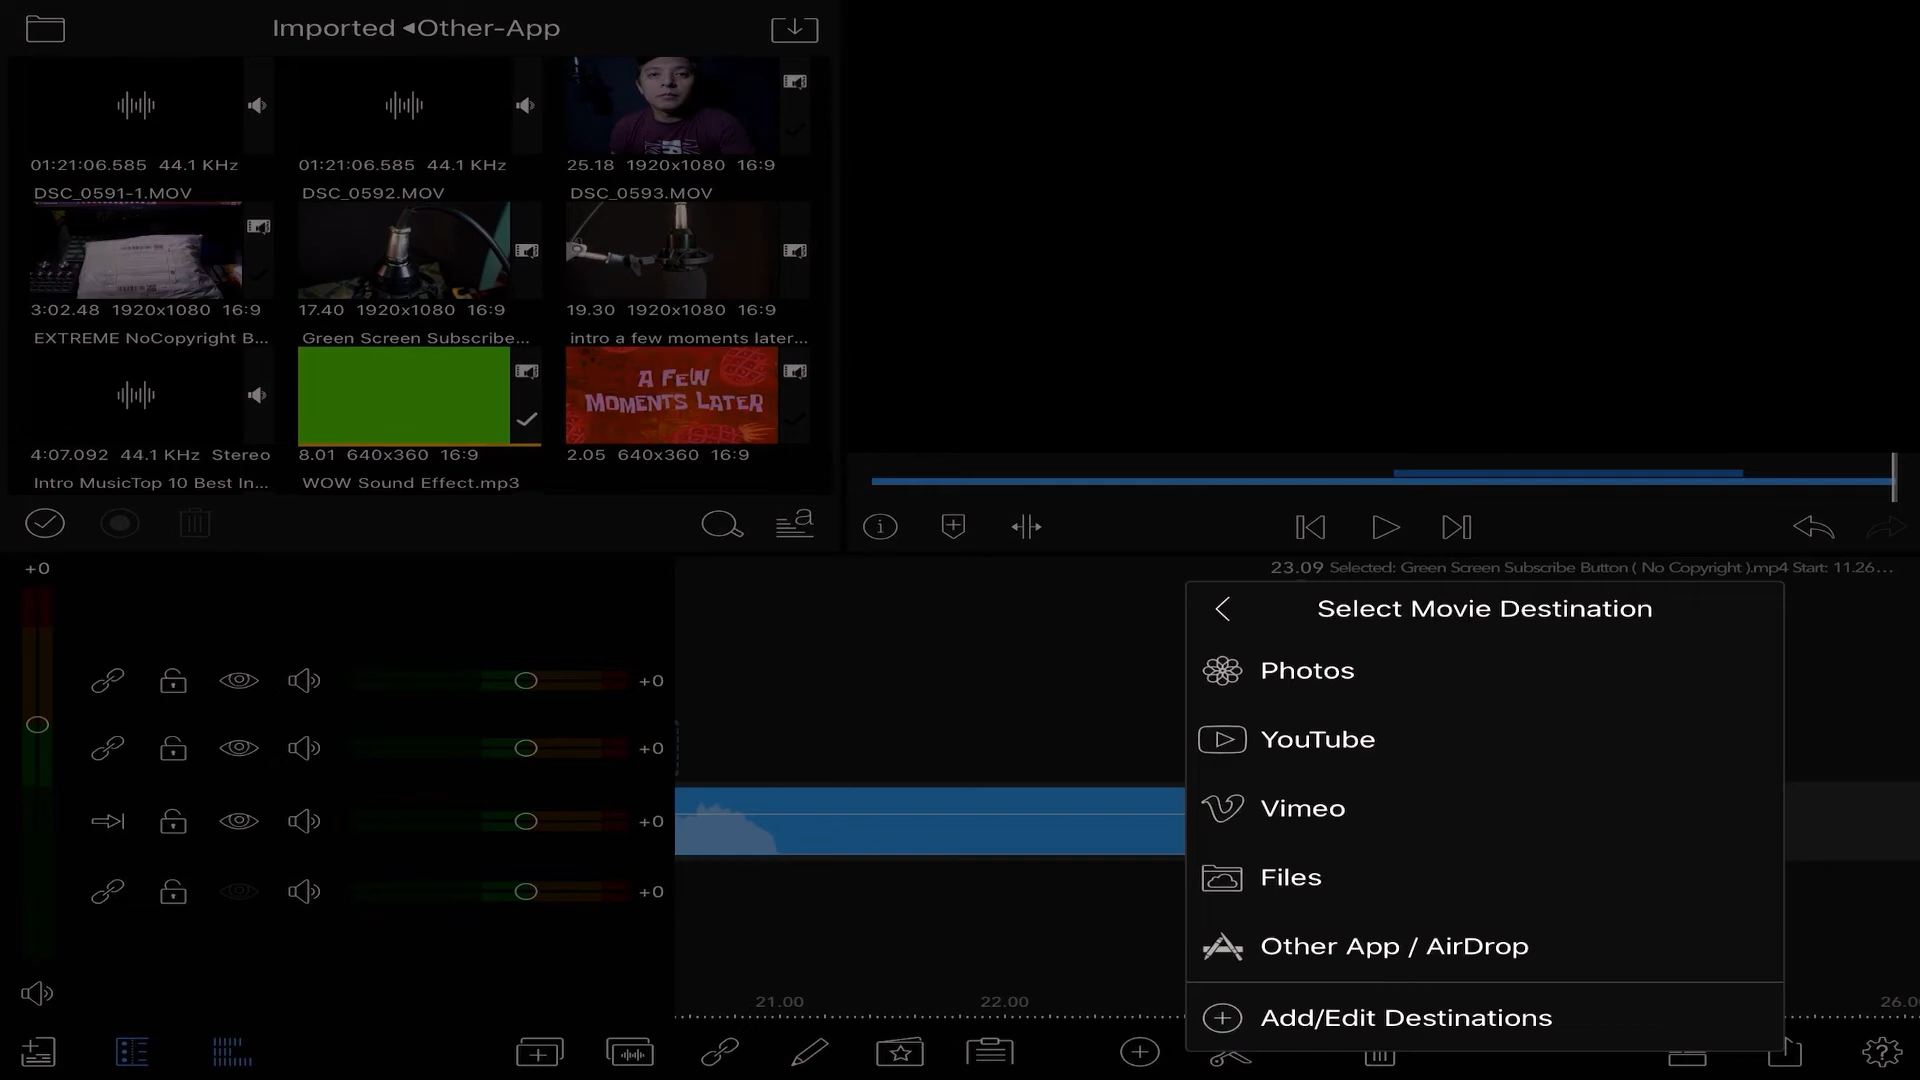 Imported ◂Other-App
01:21:06.585 44.1 KHz
01:21:06.585 44.1 KHz
25.18 1920x1080 16:9
DSC_0591-1.MOV
DSC_0592.MOV
DSC_0593.MOV
3:02.48 1920x1080 16:9
17.40 1920x1080 16:9
19.30 1920x1080 16:9
EXTREME NoCopyright B...
Green Screen Subscribe...
intro a few moments later...
A FEW
MOMENTS LATER
4:07.092 44.1 KHz Stereo
8.01 640x360 16:9
2.05 640x360 16:9
Intro MusicTop 10 Best In...
WOW Sound Effect.mp3
+0
23.09 Selected: Green Screen Subscribe Button ( No Copyright ).mp4 Start: 11.26...
Select Movie Destination
Photos
YouTube
Vimeo
Files
Other App / AirDrop
Add/Edit Destinations
+0
+0
+0
+0
21.00
22.00
26.0